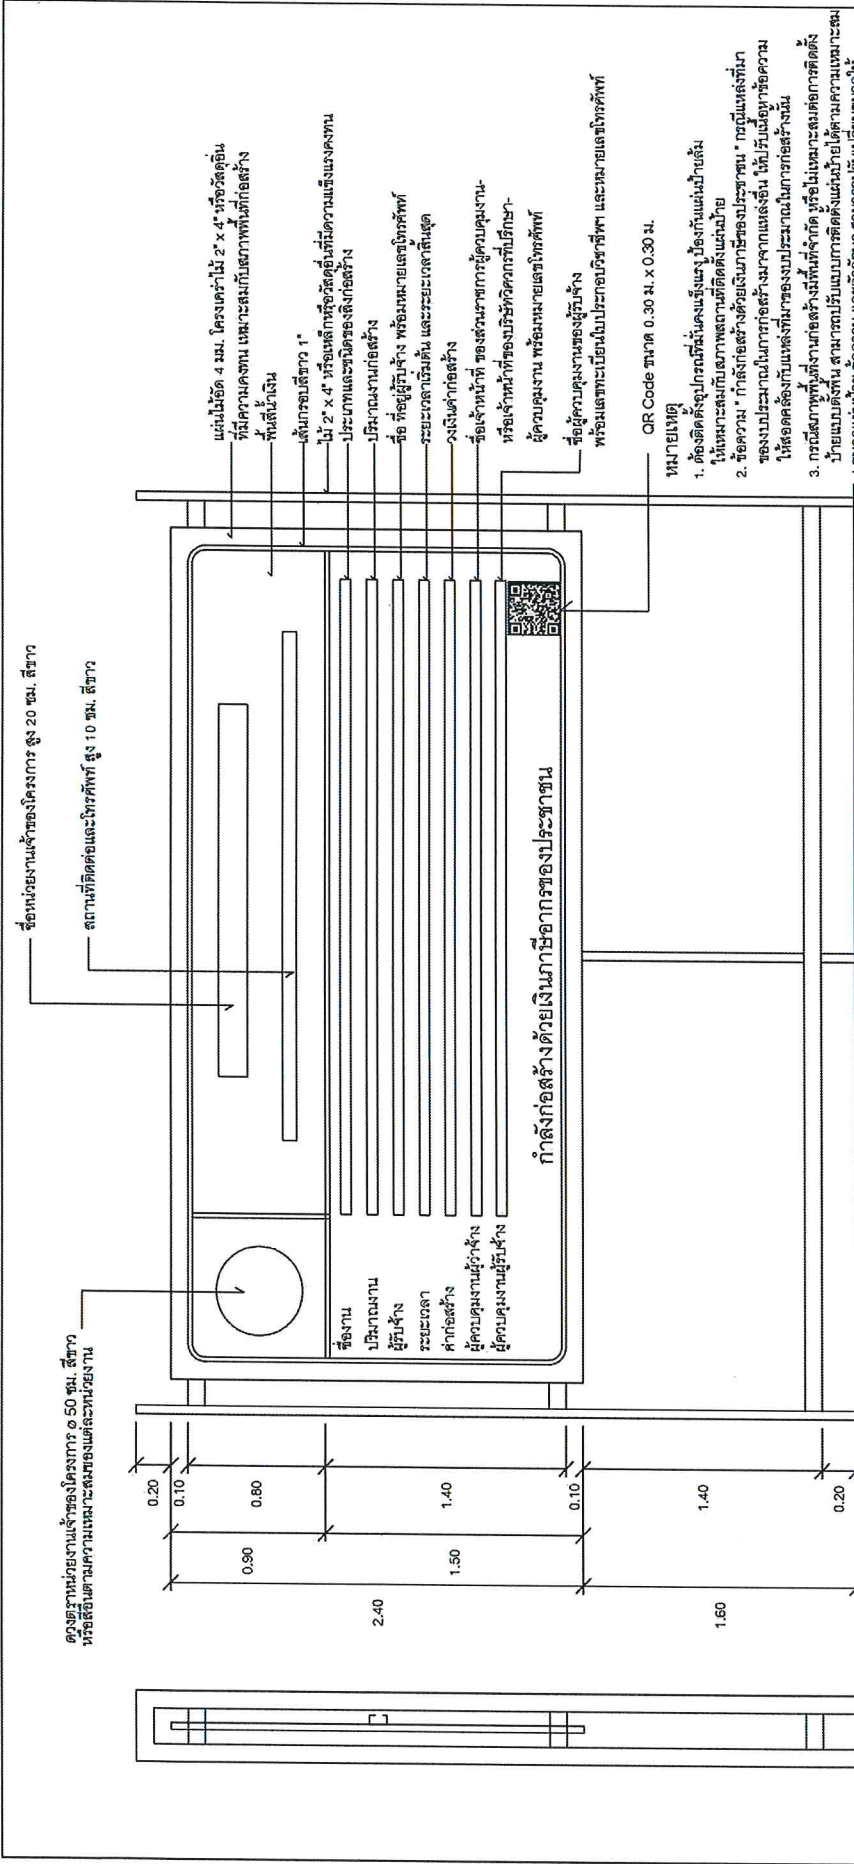 ดวงตราหน่วยงานเจ้าของโครงการ ø 50 ซม. สีขาว
หรือสีอื่นตามความเหมาะสมของแต่ละหน่วยงาน
ชื่อหน่วยงานเจ้าของโครงการ สูง 20 ซม. สีขาว
สถานที่ติดต่อและโทรศัพท์ สูง 10 ซม. สีขาว
แผ่นไม้อัด 4 มม. โครงเคร่าไม้ 2" x 4" หรือวัสดุอื่น
ที่มีความคงทน เหมาะสมกับสภาพพื้นที่ก่อสร้าง
พื้นสีน้ำเงิน
เส้นกรอบสีขาว 1"
ไม้ 2" x 4" หรือเหล็กหรือวัสดุอื่นที่มีความแข็งแรงคงทน
ประเภทและชนิดของสิ่งก่อสร้าง
ปริมาณงานก่อสร้าง
ชื่อ ที่อยู่ผู้รับจ้าง พร้อมหมายเลขโทรศัพท์
ระยะเวลาเริ่มต้น และระยะเวลาสิ้นสุด
วงเงินค่าก่อสร้าง
ชื่อเจ้าหน้าที่ ของส่วนราชการผู้ควบคุมงาน-
หรือเจ้าหน้าที่ของบริษัทวิศวกรที่ปรึกษา-
ผู้ควบคุมงาน พร้อมหมายเลขโทรศัพท์
ชื่อผู้ควบคุมงานของผู้รับจ้าง
พร้อมเลขทะเบียนใบประกอบวิชาชีพฯ และหมายเลขโทรศัพท์
QR Code ขนาด 0.30 ม. x 0.30 ม.
ชื่องาน
ปริมาณงาน
ผู้รับจ้าง
ระยะเวลา
ค่าก่อสร้าง
ผู้ควบคุมงานผู้ว่าจ้าง
ผู้ควบคุมงานผู้รับจ้าง
กำลังก่อสร้างด้วยเงินภาษีอากรของประชาชน
0.20
0.10
0.80
1.40
0.10
1.40
0.20
0.90
1.50
2.40
1.60
หมายเหตุ
1. ต้องติดตั้งอุปกรณ์ที่มั่นคงแข็งแรง ป้องกันแผ่นป้ายล้ม
ให้เหมาะสมกับสภาพสถานที่ติดตั้งแผ่นป้าย
2. ข้อความ " กำลังก่อสร้างด้วยเงินภาษีของประชาชน " กรณีแหล่งที่มา
ของงบประมาณในการก่อสร้างมาจากแหล่งอื่น ให้ปรับเนื้อหาข้อความ
ให้สอดคล้องกับแหล่งที่มาของงบประมาณในการก่อสร้างนั้น
3. กรณีสภาพพื้นที่งานก่อสร้างมีพื้นที่จำกัด หรือไม่เหมาะสมต่อการติดตั้ง
ป้ายแบบตั้งพื้น สามารถปรับแบบการติดตั้งแผ่นป้ายได้ตามความเหมาะสม